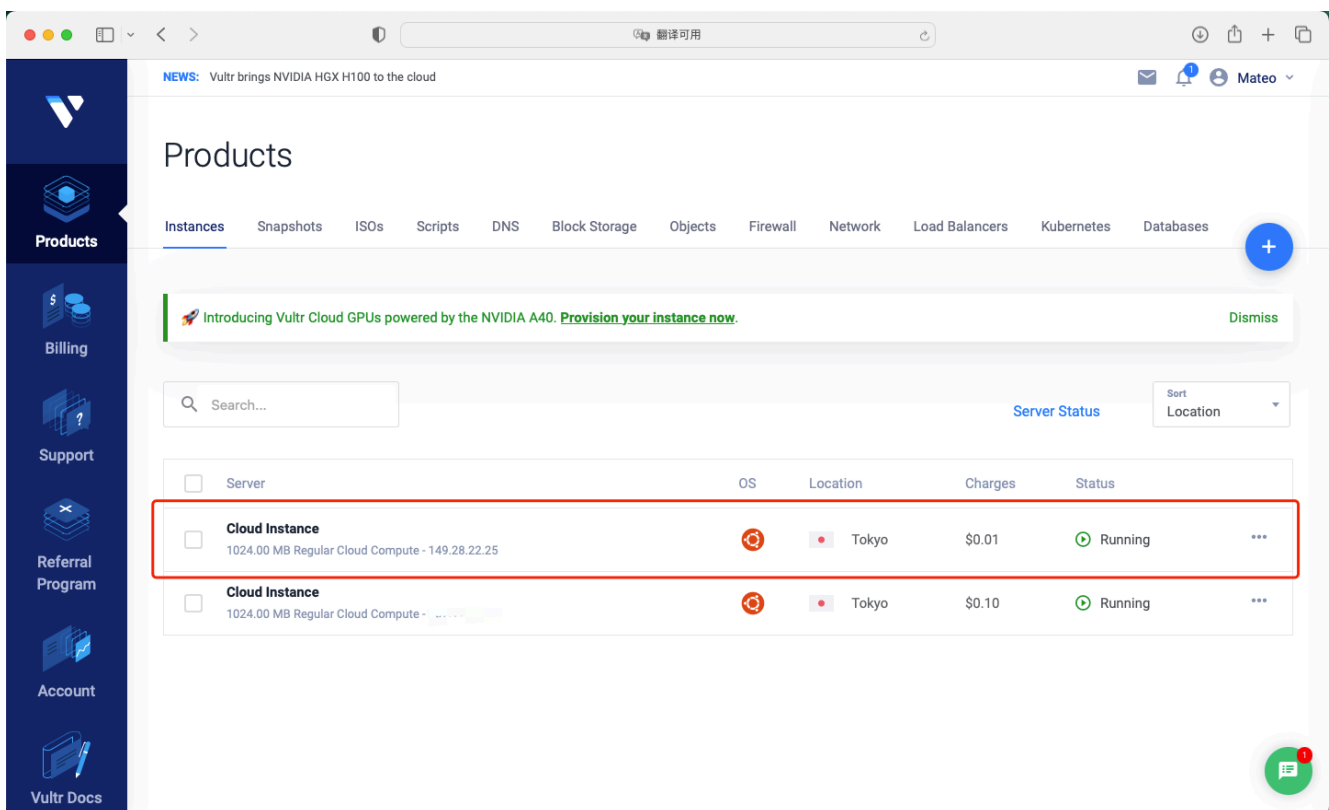 翻译可用
NEWS: Vultr brings NVIDIA HGX H100 to the cloud
1
Mateo
Products
Products
Instances Snapshots ISOs Scripts DNS Block Storage Objects Firewall Network Load Balancers Kubernetes Databases
+
🚀 Introducing Vultr Cloud GPUs powered by the NVIDIA A40. Provision your instance now. Dismiss
Billing
Search...
Server Status
Sort
Location
Support
Server OS Location Charges Status
Cloud Instance
1024.00 MB Regular Cloud Compute - 149.28.22.25
Tokyo $0.01 Running ...
Referral
Program
Cloud Instance
1024.00 MB Regular Cloud Compute -
Tokyo $0.10 Running ...
Account
1
Vultr Docs